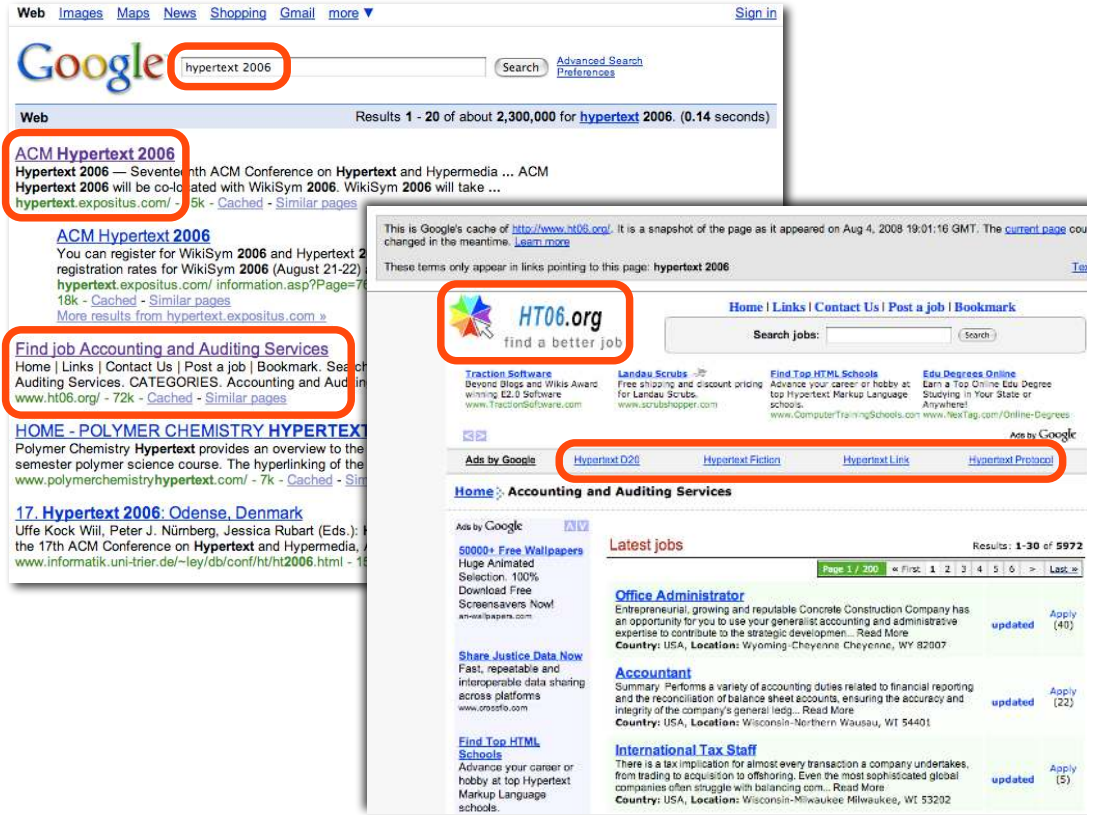 Web Images Maps News Shopping Gmail more ▼ Sign in
Google hypertext 2006 Search Advanced Search
Preferences
Web Results 1 - 20 of about 2,300,000 for hypertext 2006. (0.14 seconds)
ACM Hypertext 2006
Hypertext 2006 — Seventeenth ACM Conference on Hypertext and Hypermedia ... ACM
Hypertext 2006 will be co-located with WikiSym 2006. WikiSym 2006 will take ...
hypertext.expositus.com/ - 5k - Cached - Similar pages
ACM Hypertext 2006
You can register for WikiSym 2006 and Hypertext 2
registration rates for WikiSym 2006 (August 21-22)
hypertext.expositus.com/ information.asp?Page=76
18k - Cached - Similar pages
More results from hypertext.expositus.com »
Find job Accounting and Auditing Services
Home | Links | Contact Us | Post a job | Bookmark. Search
Auditing Services. CATEGORIES. Accounting and Auditing
www.ht06.org/ - 72k - Cached - Similar pages
HOME - POLYMER CHEMISTRY HYPERTEXT
Polymer Chemistry Hypertext provides an overview to the
semester polymer science course. The hyperlinking of the
www.polymerchemistryhypertext.com/ - 7k - Cached - Sim
17. Hypertext 2006: Odense, Denmark
Uffe Kock Wiil, Peter J. Nürnberg, Jessica Rubart (Eds.): H
the 17th ACM Conference on Hypertext and Hypermedia, A
www.informatik.uni-trier.de/~ley/db/conf/ht/ht2006.html - 15
This is Google's cache of http://www.ht06.org/. It is a snapshot of the page as it appeared on Aug 4, 2008 19:01:16 GMT. The current page cou
changed in the meantime. Learn more
These terms only appear in links pointing to this page: hypertext 2006 Te
HT06.org
find a better job
Home | Links | Contact Us | Post a job | Bookmark
Search jobs: Search
Traction Software
Beyond Blogs and Wikis Award
winning E2.0 Software
www.TractionSoftware.com
Landau Scrubs
Free shipping and discount pricing
for Landau Scrubs.
www.scrubshopper.com
Find Top HTML Schools
Advance your career or hobby at
top Hypertext Markup Language
schools.
www.ComputerTrainingSchools.com
Edu Degrees Online
Earn a Top Online Edu Degree
Studying in Your State or
Anywhere!
www.NexTag.com/Online-Degrees
Ads by Google
Ads by Google Hypertext D20 Hypertext Fiction Hypertext Link Hypertext Protocol
Home Accounting and Auditing Services
Ads by Google
50000+ Free Wallpapers
Huge Animated
Selection. 100%
Download Free
Screensavers Now!
an-wallpapers.com
Share Justice Data Now
Fast, repeatable and
interoperable data sharing
across platforms
www.crossflo.com
Find Top HTML
Schools
Advance your career or
hobby at top Hypertext
Markup Language
schools.
Latest jobs Results: 1-30 of 5972
Page 1 / 200 « First 1 2 3 4 5 6 > Last »
Office Administrator
Entrepreneurial, growing and reputable Concrete Construction Company has
an opportunity for you to use your generalist accounting and administrative
expertise to contribute to the strategic developmen... Read More
Country: USA, Location: Wyoming-Cheyenne Cheyenne, WY 82007
updated Apply
(40)
Accountant
Summary Performs a variety of accounting duties related to financial reporting
and the reconciliation of balance sheet accounts, ensuring the accuracy and
integrity of the company's general ledg... Read More
Country: USA, Location: Wisconsin-Northern Wausau, WI 54401
updated Apply
(22)
International Tax Staff
There is a tax implication for almost every transaction a company undertakes,
from trading to acquisition to offshoring. Even the most sophisticated global
companies often struggle with balancing com... Read More
Country: USA, Location: Wisconsin-Milwaukee Milwaukee, WI 53202
updated Apply
(5)